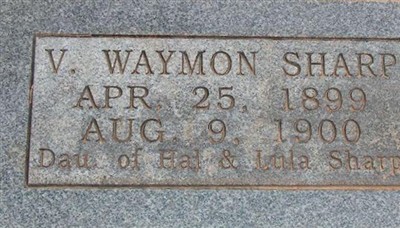 V. WAYMON SHARP
APR. 25, 1899
AUG. 9, 1900
Dau. of Hal & Lula Sharp